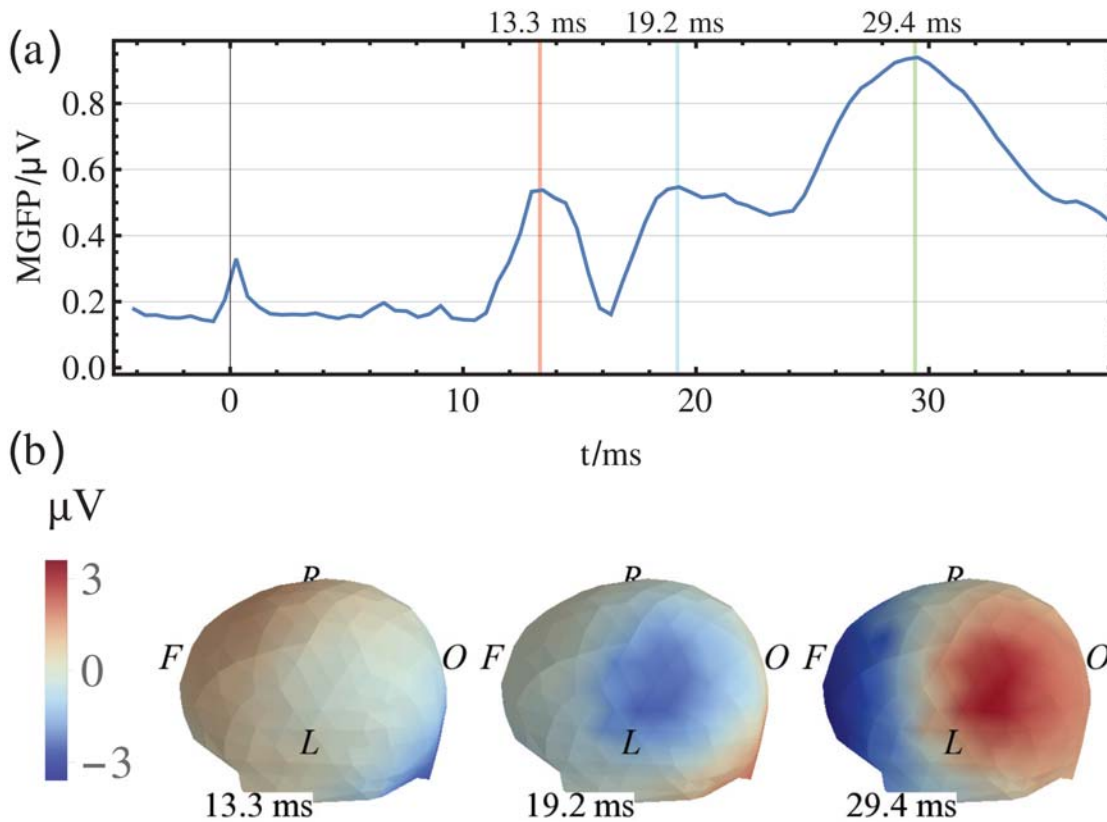 (a)
13.3 ms 19.2 ms 29.4 ms
MGFP/µV
0.8
0.6
0.4
0.2
0.0
0 10 20 30
t/ms
(b)
µV
3
0
−3
F R O L
13.3 ms
F R O L
19.2 ms
F R O L
29.4 ms